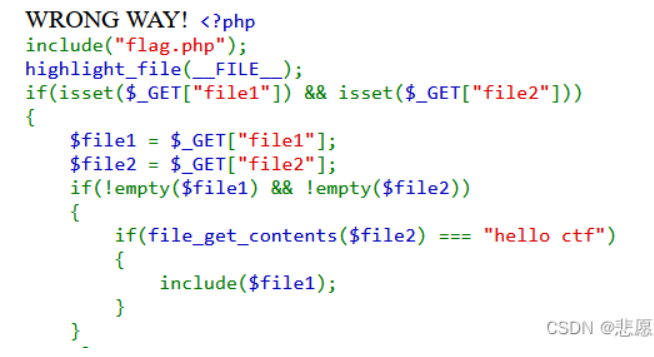 WRONG WAY! <?php
include("flag.php");
highlight_file(__FILE__);
if(isset($_GET["file1"]) && isset($_GET["file2"]))
{
    $file1 = $_GET["file1"];
    $file2 = $_GET["file2"];
    if(!empty($file1) && !empty($file2))
    {
        if(file_get_contents($file2) === "hello ctf")
        {
            include($file1);
        }
    }
CSDN @悲愿